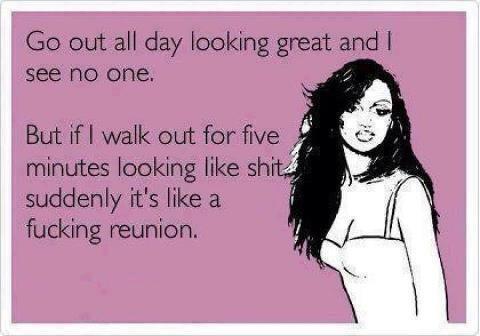 Go out all day looking great and I
see no one.
But if I walk out for five
minutes looking like shit
suddenly it's like a
fucking reunion.